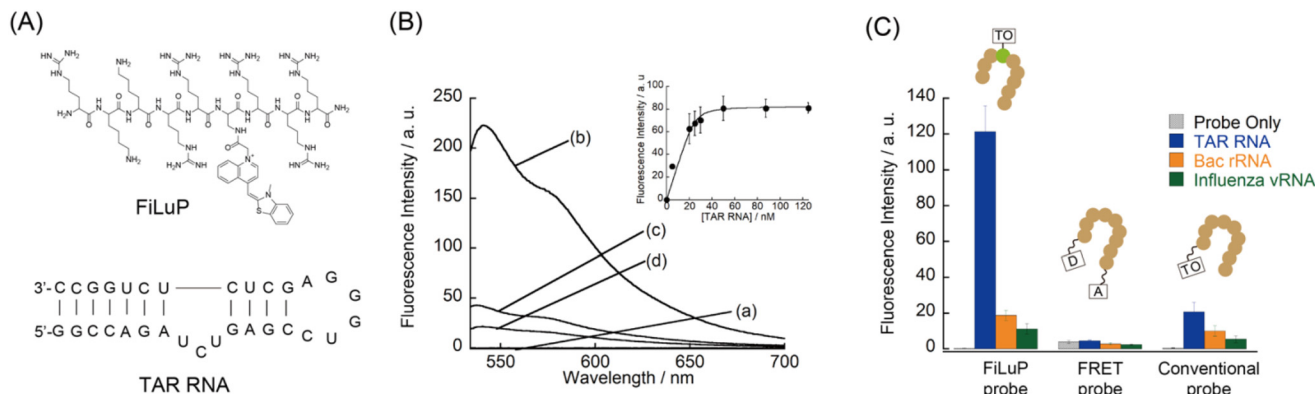 (A)
FiLuP
3'- C C G G U C U C U C G A G
G
5'- G G C C A G A U C U G A G C C U G
TAR RNA
(B)
Fluorescence Intensity / a. u.
250
200
150
100
50
0
550
600
650
700
Wavelength / nm
(b)
(c)
(d)
(a)
Fluorescence Intensity / a. u
100
80
60
40
20
0
0 20 40 60 80 100 120
[TAR RNA] / nM
(C)
Fluorescence Intensity / a. u.
140
120
100
80
60
40
20
0
TO
D
A
TO
Probe Only
TAR RNA
Bac rRNA
Influenza vRNA
FiLuP
probe
FRET
probe
Conventional
probe